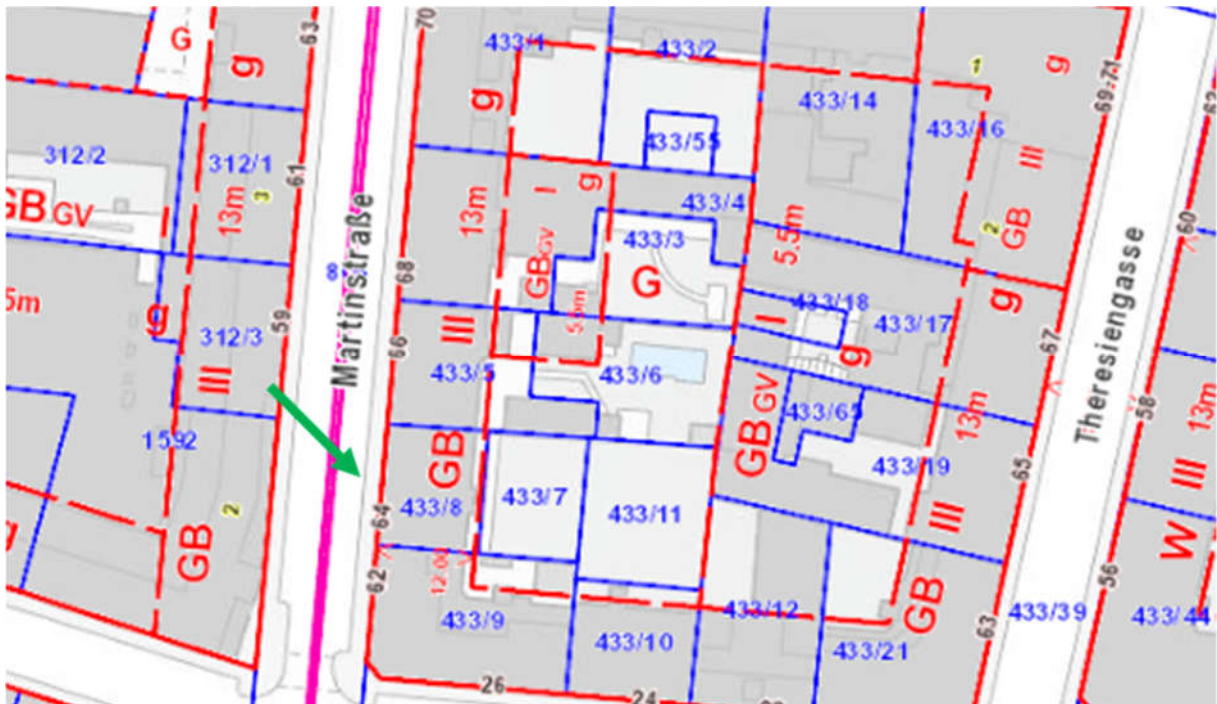 70
63
G
g
433/1
433/2
1
g
69-71
433/14
433/16
g
433/55
312/2
312/1
61
III
13m
3
13m
I
g
433/4
GB GV
433/3
5.5m
2
GB
60
Martinstraße
8
68
GB GV
G
Theresiengasse
5m
g
59
5.5m
433/18
g
312/3
III
66
I
433/17
67
433/5
433/6
g
III
13m
58
13m
1592
GB
GB GV
433/65
433/19
65
III
433/8
433/7
433/11
III
2
64
W
GB
12.00
62
56
433/9
433/12
GB
433/39
433/44
433/10
433/21
63
26
24